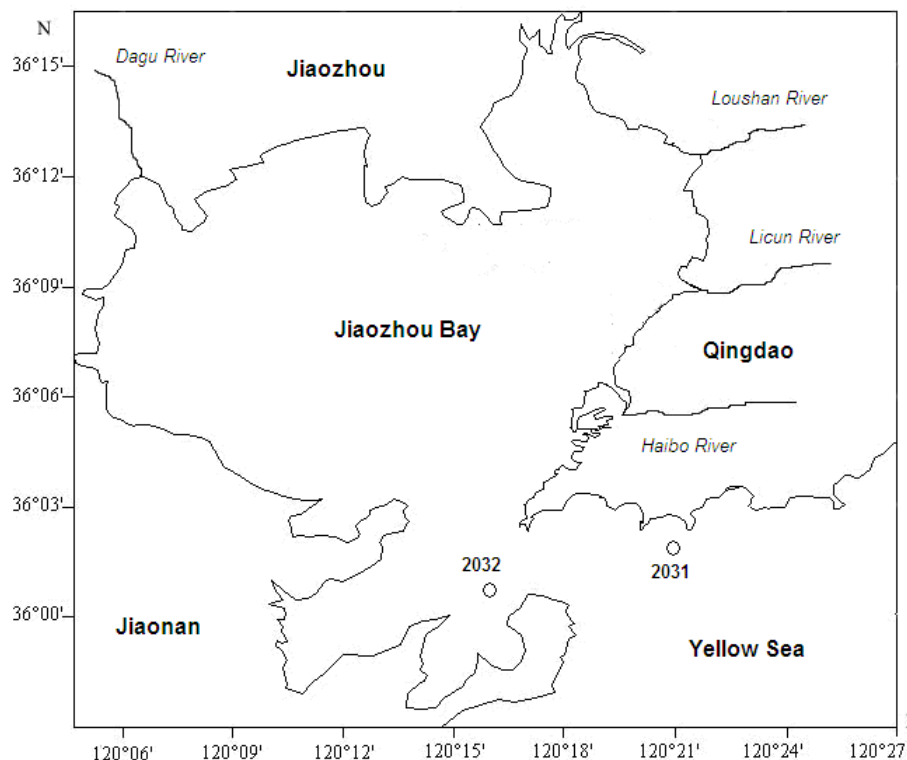 N
36°15'
Dagu River
Jiaozhou
Loushan River
36°12'
Licun River
36°09'
Jiaozhou Bay
Qingdao
36°06'
Haibo River
36°03'
2032
2031
36°00'
Jiaonan
Yellow Sea
120°06'
120°09'
120°12'
120°15'
120°18'
120°21'
120°24'
120°27'